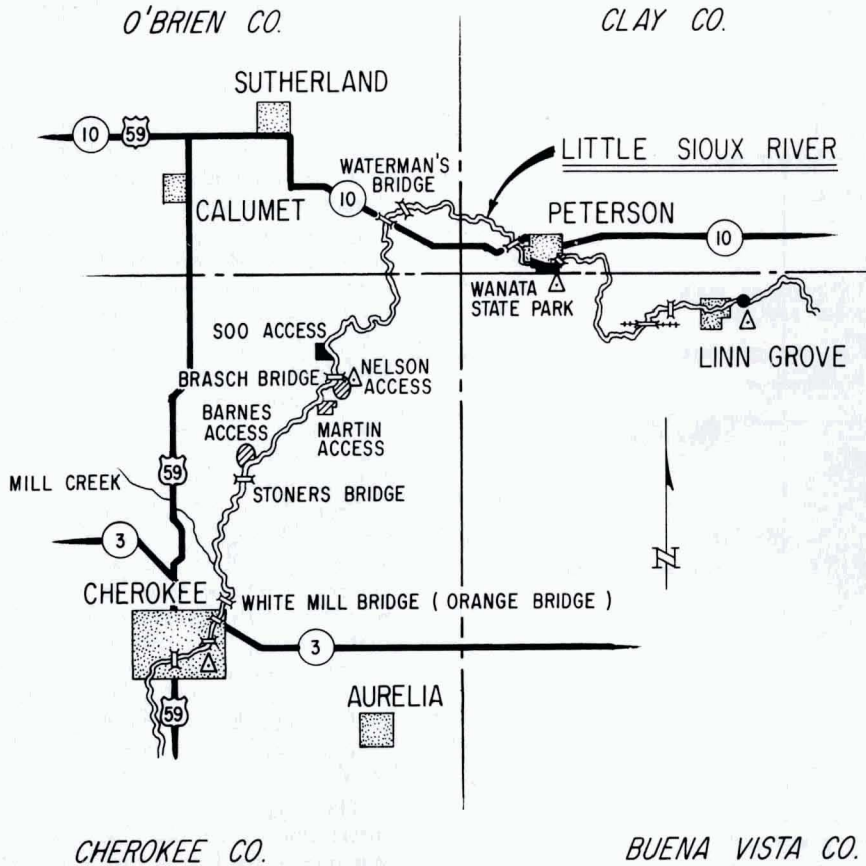 O'BRIEN CO.
CLAY CO.
SUTHERLAND
10
59
WATERMAN'S
BRIDGE
LITTLE SIOUX RIVER
CALUMET
10
PETERSON
10
WANATA
STATE PARK
SOO ACCESS
LINN GROVE
BRASCH BRIDGE
NELSON
ACCESS
BARNES
ACCESS
MARTIN
ACCESS
59
MILL CREEK
STONERS BRIDGE
3
N
CHEROKEE
WHITE MILL BRIDGE ( ORANGE BRIDGE )
3
59
AURELIA
CHEROKEE CO.
BUENA VISTA CO.